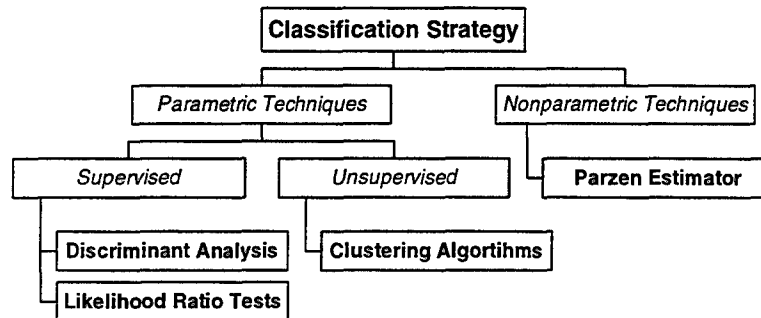 Classification Strategy
Parametric Techniques
Nonparametric Techniques
Supervised
Unsupervised
Parzen Estimator
Discriminant Analysis
Clustering Algortihms
Likelihood Ratio Tests